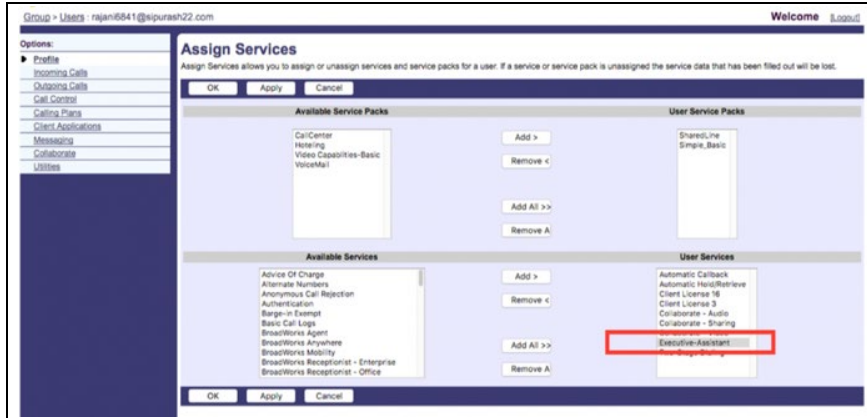 Group > Users : rajani6841@sipurash22.com
Welcome [Logout]
Options:
Profile
Incoming Calls
Outgoing Calls
Call Control
Calling Plans
Client Applications
Messaging
Collaborate
Utilities
Assign Services
Assign Services allows you to assign or unassign services and service packs for a user. If a service or service pack is unassigned the service data that has been filled out will be lost.
OK Apply Cancel
Available Service Packs
User Service Packs
CallCenter
Hoteling
Video Capablities-Basic
VoiceMail
Add >
Remove <
Add All >>
Remove A
SharedLine
Simple_Basic
Available Services
User Services
Advice Of Charge
Alternate Numbers
Anonymous Call Rejection
Authentication
Barge-in Exempt
Basic Call Logs
BroadWorks Agent
BroadWorks Anywhere
BroadWorks Mobility
BroadWorks Receptionist - Enterprise
BroadWorks Receptionist - Office
Add >
Remove <
Add All >>
Remove A
Automatic Callback
Automatic Hold/Retrieve
Client License 16
Client License 3
Collaborate - Audio
Collaborate - Sharing
Executive-Assistant
OK Apply Cancel